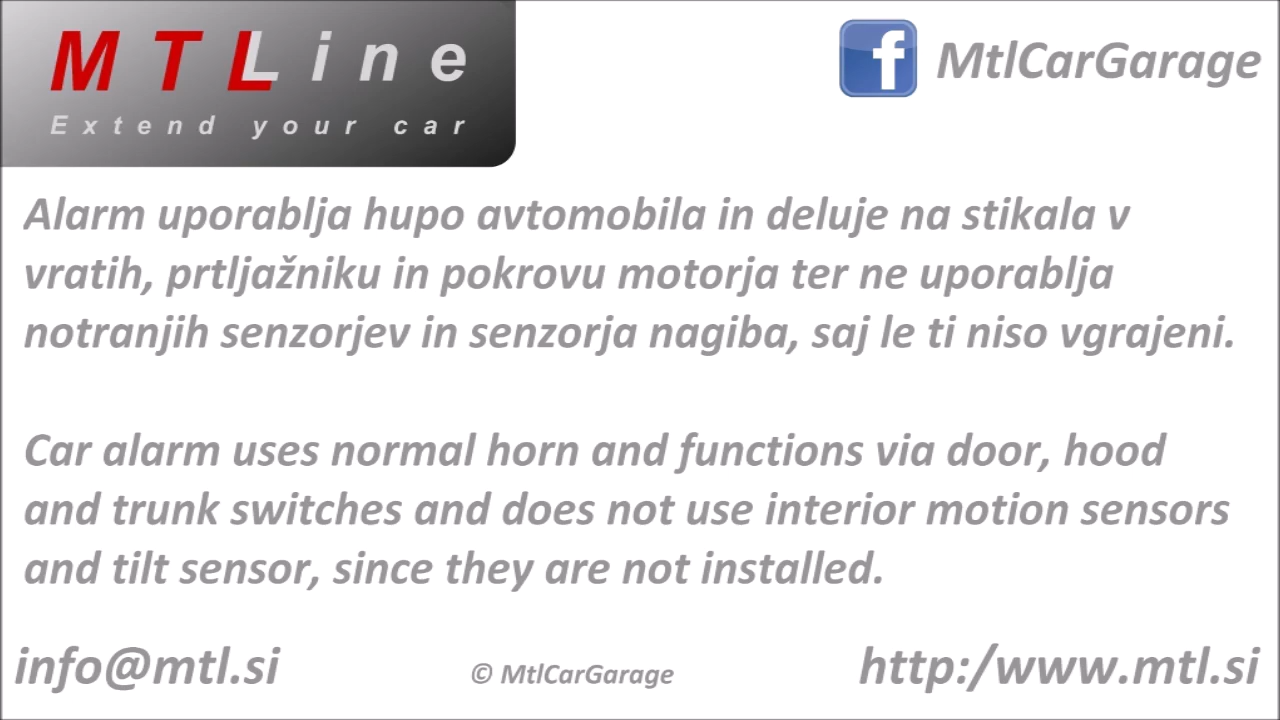 MTLine
Extend your car
MtlCarGarage
Alarm uporablja hupo avtomobila in deluje na stikala v
vratih, prtljažniku in pokrovu motorja ter ne uporablja
notranjih senzorjev in senzorja nagiba, saj le ti niso vgrajeni.
Car alarm uses normal horn and functions via door, hood
and trunk switches and does not use interior motion sensors
and tilt sensor, since they are not installed.
info@mtl.si
© MtlCarGarage
http:/www.mtl.si